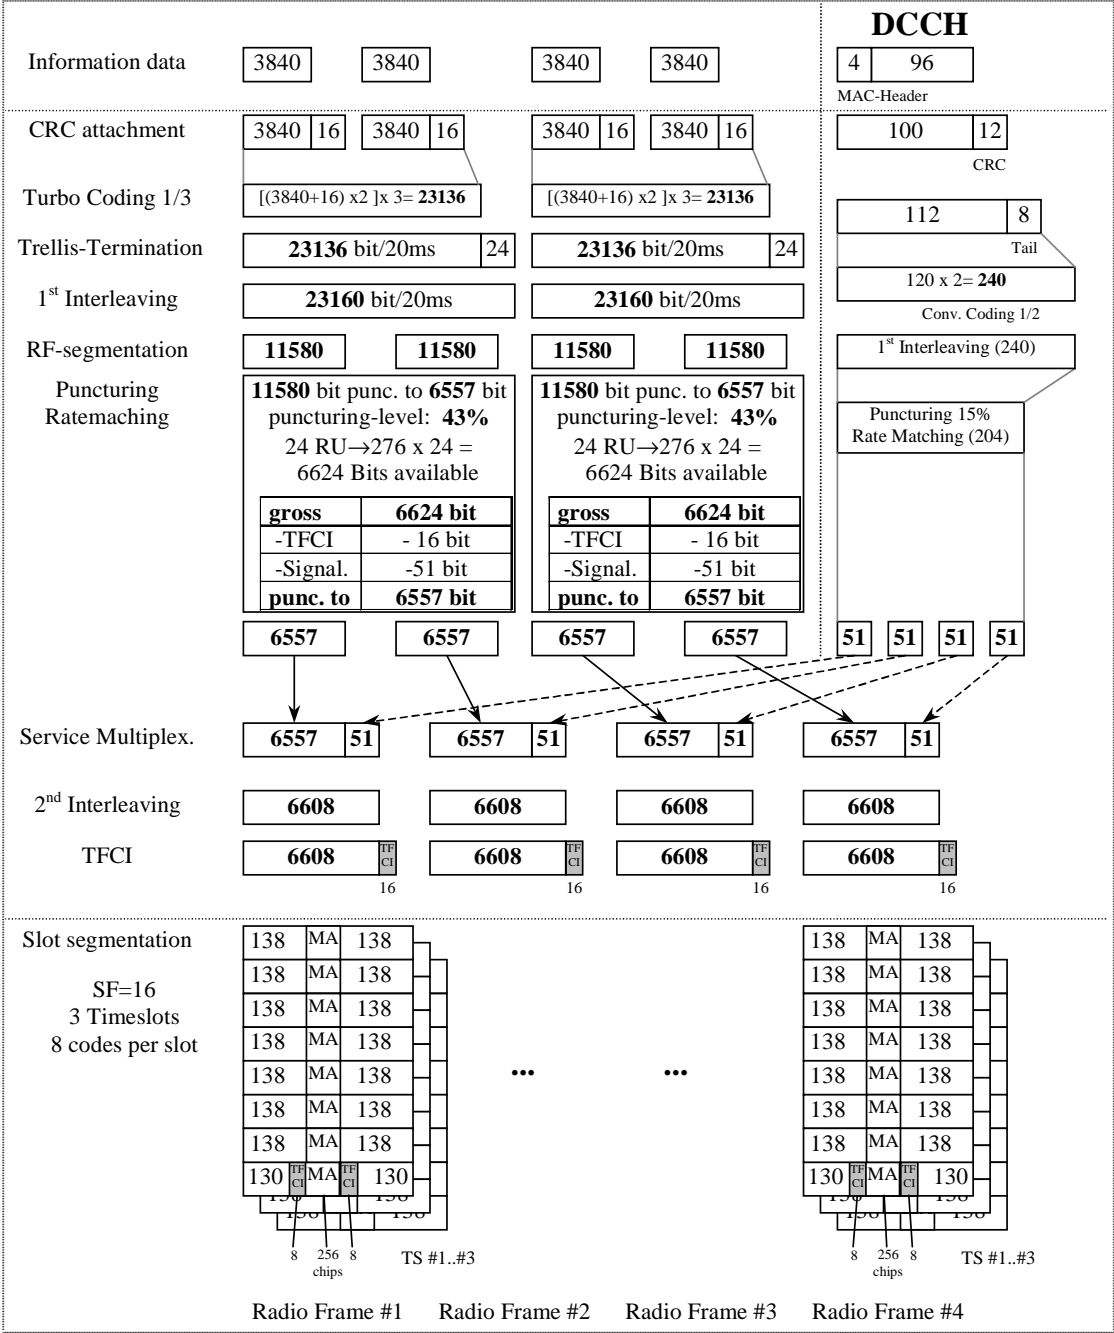 DCCH
Information data 3840 3840 3840 3840 4 96
MAC-Header
CRC attachment 3840 16 3840 16 3840 16 3840 16 100 12
CRC
Turbo Coding 1/3 [(3840+16) x2 ]x 3= 23136 [(3840+16) x2 ]x 3= 23136
112 8
Trellis-Termination 23136 bit/20ms 24 23136 bit/20ms 24
Tail
120 x 2= 240
1st Interleaving 23160 bit/20ms 23160 bit/20ms
Conv. Coding 1/2
RF-segmentation 11580 11580 11580 11580 1st Interleaving (240)
Puncturing 11580 bit punc. to 6557 bit 11580 bit punc. to 6557 bit
Ratemaching puncturing-level: 43% puncturing-level: 43% Puncturing 15%
24 RU→276 x 24 = 24 RU→276 x 24 = Rate Matching (204)
6624 Bits available 6624 Bits available
gross 6624 bit gross 6624 bit
-TFCI - 16 bit -TFCI - 16 bit
-Signal. -51 bit -Signal. -51 bit
punc. to 6557 bit punc. to 6557 bit
6557 6557 6557 6557 51 51 51 51
Service Multiplex. 6557 51 6557 51 6557 51 6557 51
2nd Interleaving 6608 6608 6608 6608
TFCI 6608 TF CI 6608 TF CI 6608 TF CI 6608 TF CI
16 16 16 16
Slot segmentation 138 MA 138 138 MA 138
138 MA 138 138 MA 138
SF=16 138 MA 138 138 MA 138
3 Timeslots
8 codes per slot 138 MA 138 138 MA 138
138 MA 138 ... ... 138 MA 138
138 MA 138 138 MA 138
138 MA 138 138 MA 138
130 TF CI MA TF CI 130 130 TF CI MA TF CI 130
8 256 8 TS #1..#3 8 256 8 TS #1..#3
chips chips
Radio Frame #1 Radio Frame #2 Radio Frame #3 Radio Frame #4